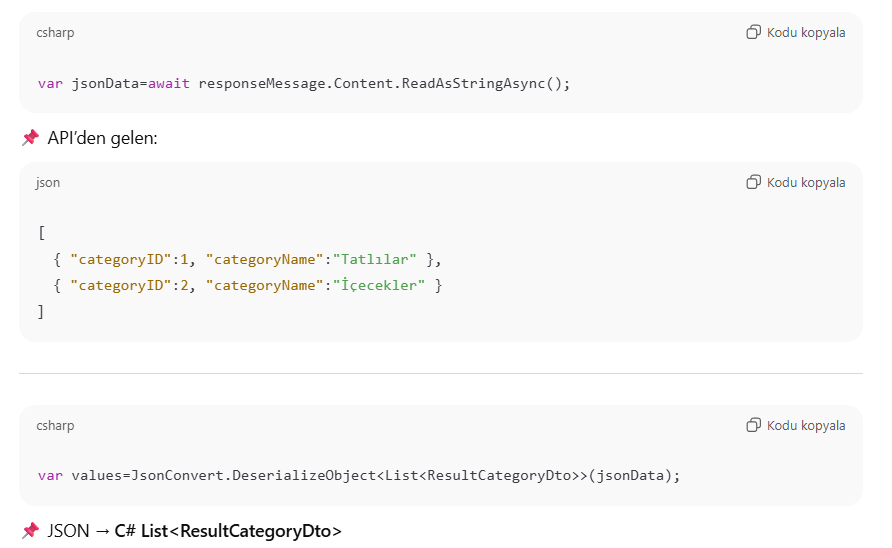 csharp
Kodu kopyala
var jsonData=await responseMessage.Content.ReadAsStringAsync();
📌 API’den gelen:
json
Kodu kopyala
[
  { "categoryID":1, "categoryName":"Tatlılar" },
  { "categoryID":2, "categoryName":"İçecekler" }
]
csharp
Kodu kopyala
var values=JsonConvert.DeserializeObject<List<ResultCategoryDto>>(jsonData);
📌 JSON → C# List<ResultCategoryDto>